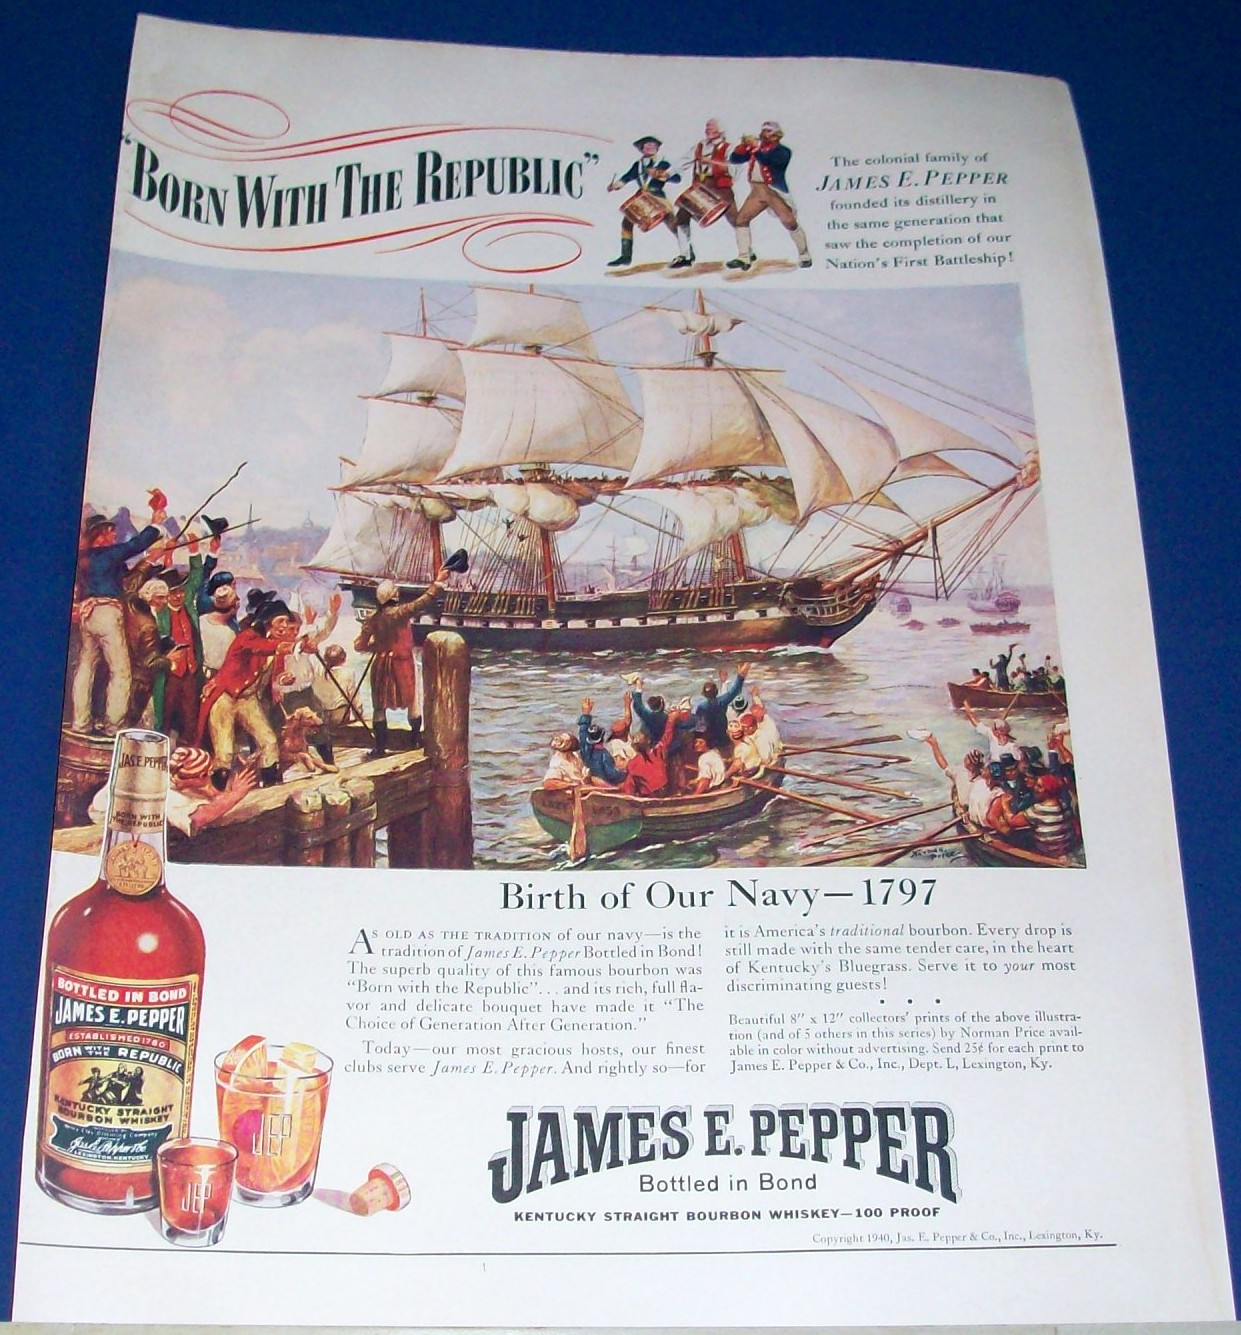 "BORN WITH THE REPUBLIC"
The colonial family of
JAMES E. PEPPER
founded its distillery in
the same generation that
saw the completion of our
Nation's First Battleship!
Birth of Our Navy—1797
AS OLD AS THE TRADITION of our navy—is the
tradition of James E. Pepper Bottled in Bond!
The superb quality of this famous bourbon was
"Born with the Republic"... and its rich, full fla-
vor and delicate bouquet have made it "The
Choice of Generation After Generation."
Today—our most gracious hosts, our finest
clubs serve James E. Pepper. And rightly so—for
it is America's traditional bourbon. Every drop is
still made with the same tender care, in the heart
of Kentucky's Bluegrass. Serve it to your most
discriminating guests!
• • •
Beautiful 8" x 12" collectors' prints of the above illustra-
tion (and of 5 others in this series) by Norman Price avail-
able in color without advertising. Send 25¢ for each print to
James E. Pepper & Co., Inc., Dept. L, Lexington, Ky.
JAS. E. PEPPER
BORN WITH
THE REPUBLIC
BOTTLED IN BOND
JAMES E. PEPPER
ESTABLISHED 1780
BORN WITH THE REPUBLIC
KENTUCKY STRAIGHT
BOURBON WHISKEY
Jas. E. Pepper & Co.
LEXINGTON, KENTUCKY
JEP
JEP
JAMES E. PEPPER
Bottled in Bond
KENTUCKY STRAIGHT BOURBON WHISKEY—100 PROOF
Copyright 1940, Jas. E. Pepper & Co., Inc., Lexington, Ky.